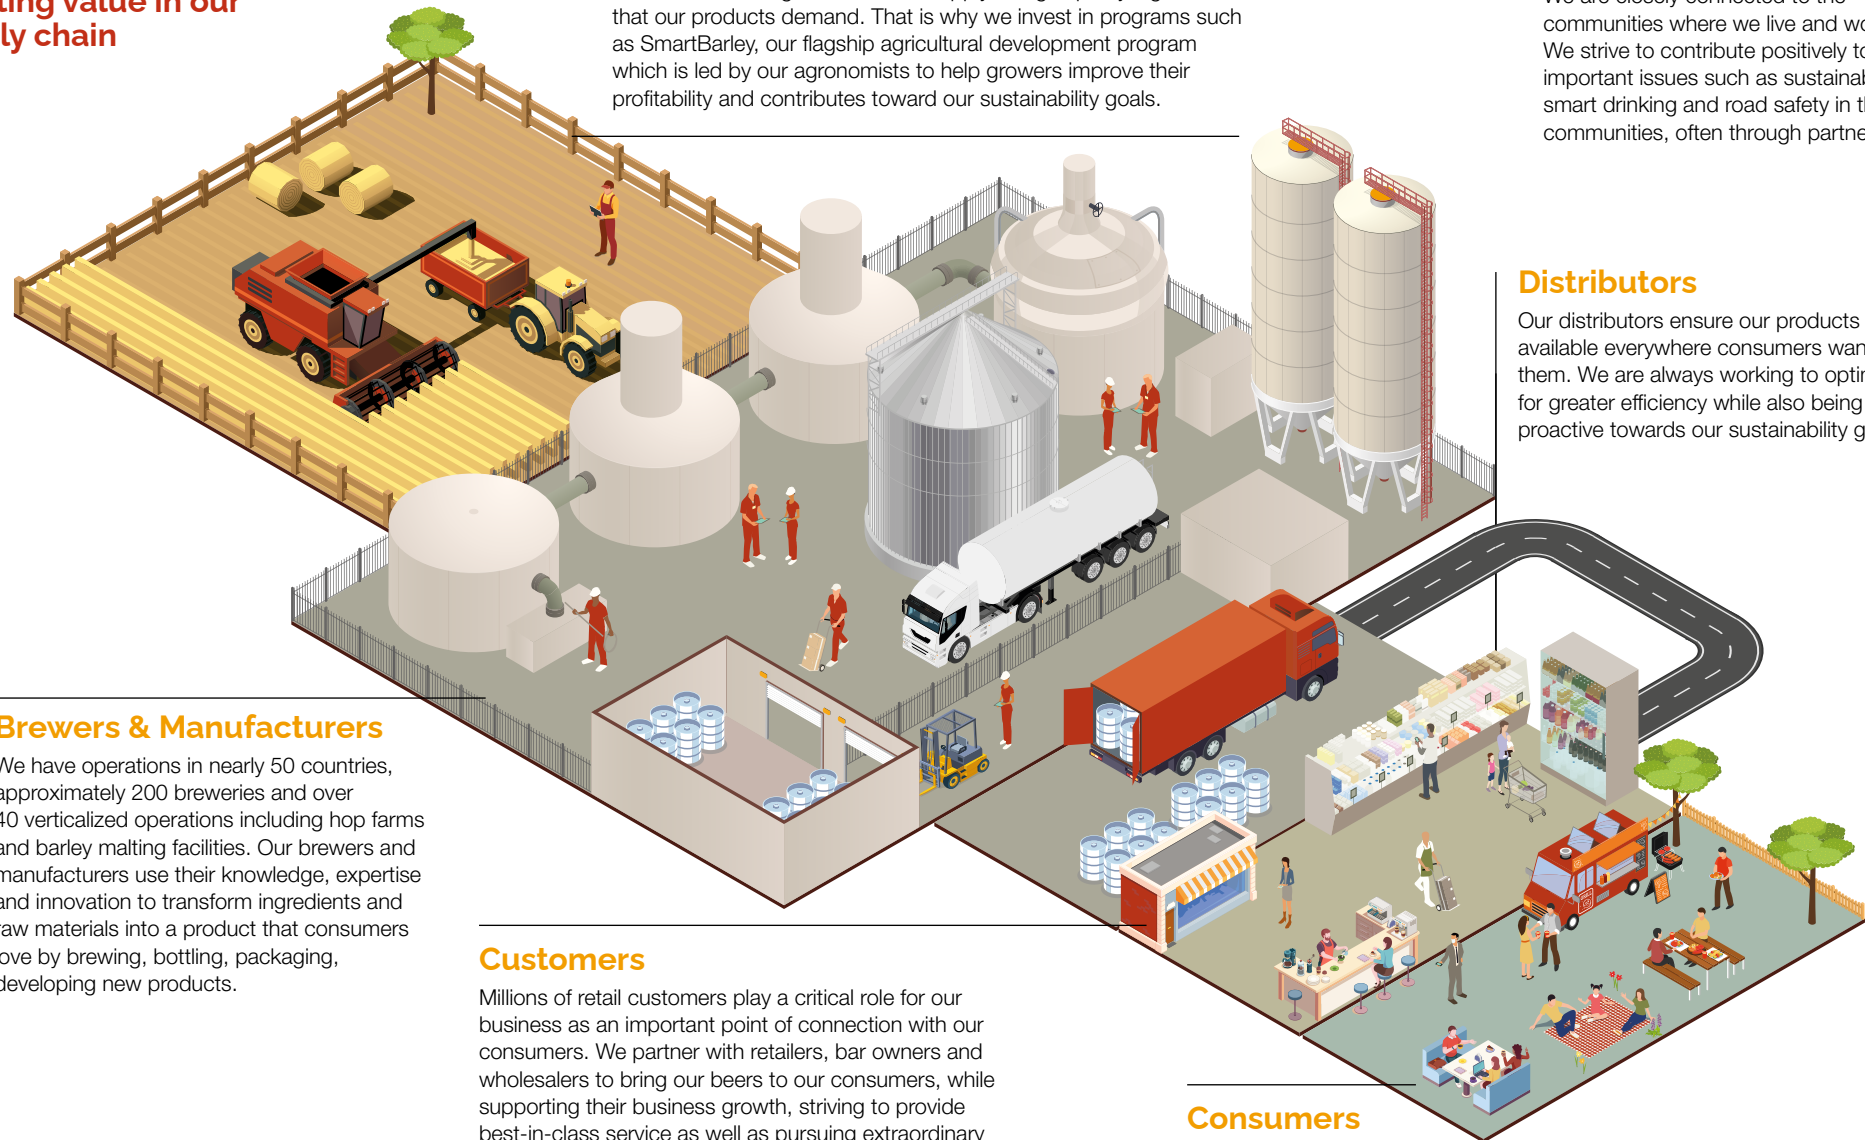 ting value in our
ly chain
that our products demand. That is why we invest in programs such
as SmartBarley, our flagship agricultural development program
which is led by our agronomists to help growers improve their
profitability and contributes toward our sustainability goals.
communities where we live and wo
We strive to contribute positively to
important issues such as sustainab
smart drinking and road safety in th
communities, often through partne
Distributors
Our distributors ensure our products
available everywhere consumers wan
them. We are always working to optim
for greater efficiency while also being
proactive towards our sustainability g
Brewers & Manufacturers
We have operations in nearly 50 countries,
approximately 200 breweries and over
40 verticalized operations including hop farms
and barley malting facilities. Our brewers and
manufacturers use their knowledge, expertise
and innovation to transform ingredients and
raw materials into a product that consumers
love by brewing, bottling, packaging,
developing new products.
Customers
Millions of retail customers play a critical role for our
business as an important point of connection with our
consumers. We partner with retailers, bar owners and
wholesalers to bring our beers to our consumers, while
supporting their business growth, striving to provide
best-in-class service as well as pursuing extraordinary
Consumers